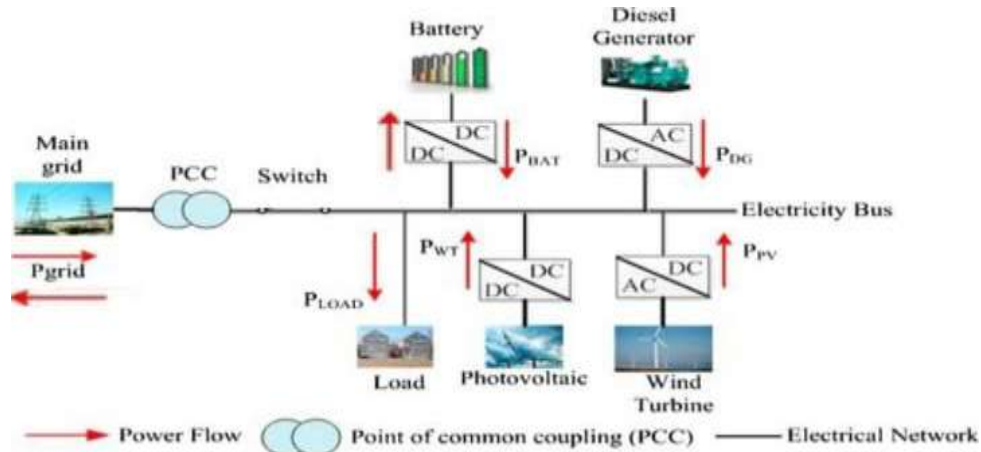 Battery
Diesel
Generator
DC
DC
P_BAT
AC
DC
P_DG
Main
grid
PCC
Switch
Electricity Bus
Pgrid
P_LOAD
P_WT
DC
DC
DC
AC
P_PV
Load
Photovoltaic
Wind
Turbine
Power Flow
Point of common coupling (PCC)
Electrical Network